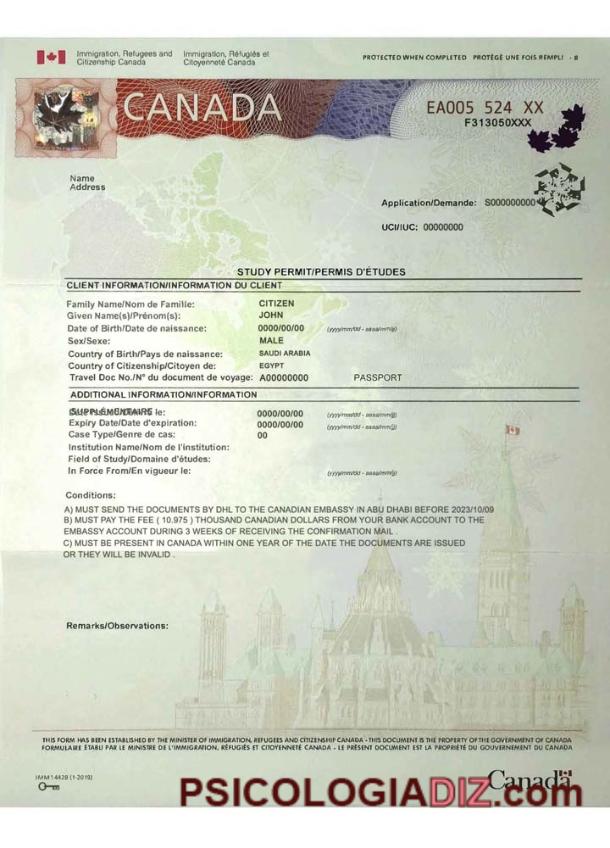 Immigration, Refugees and Immigration, Réfugiés et
Citizenship Canada Citoyenneté Canada
PROTECTED WHEN COMPLETED PROTÉGÉ UNE FOIS REMPLI - B
CANADA
EA005 524 XX
F313050XXX
Name
Address
Application/Demande: S000000000
UCI/IUC: 00000000
STUDY PERMIT/PERMIS D'ÉTUDES
CLIENT INFORMATION/INFORMATION DU CLIENT
Family Name/Nom de Famille: CITIZEN
Given Name(s)/Prénom(s): JOHN
Date of Birth/Date de naissance: 0000/00/00 (yyyy/mm/dd - aaaa/mm/jj)
Sex/Sexe: MALE
Country of Birth/Pays de naissance: SAUDI ARABIA
Country of Citizenship/Citoyen de: EGYPT
Travel Doc No./Nº du document de voyage: A00000000 PASSPORT
ADDITIONAL INFORMATION/INFORMATION
SUPPLÉMENTAIRE
le: 0000/00/00 (yyyy/mm/dd - aaaa/mm/jj)
Expiry Date/Date d'expiration: 0000/00/00 (yyyy/mm/dd - aaaa/mm/jj)
Case Type/Genre de cas: 00
Institution Name/Nom de l'institution:
Field of Study/Domaine d'études:
In Force From/En vigueur le: (yyyy/mm/dd - aaaa/mm/jj)
Conditions:
A) MUST SEND THE DOCUMENTS BY DHL TO THE CANADIAN EMBASSY IN ABU DHABI BEFORE 2023/10/09
B) MUST PAY THE FEE ( 10,975 ) THOUSAND CANADIAN DOLLARS FROM YOUR BANK ACCOUNT TO THE
EMBASSY ACCOUNT DURING 3 WEEKS OF RECEIVING THE CONFIRMATION MAIL .
C) MUST BE PRESENT IN CANADA WITHIN ONE YEAR OF THE DATE THE DOCUMENTS ARE ISSUED
OR THEY WILL BE INVALID .
Remarks/Observations:
THIS FORM HAS BEEN ESTABLISHED BY THE MINISTER OF IMMIGRATION, REFUGEES AND CITIZENSHIP CANADA - THIS DOCUMENT IS THE PROPERTY OF THE GOVERNMENT OF CANADA
FORMULAIRE ÉTABLI PAR LE MINISTRE DE L'IMMIGRATION, RÉFUGIÉS ET CITOYENNETÉ CANADA - LE PRÉSENT DOCUMENT EST LA PROPRIÉTÉ DU GOUVERNEMENT DU CANADA
IMM 1442B (1-2019)
Canada
PSICOLOGIADIZ.com